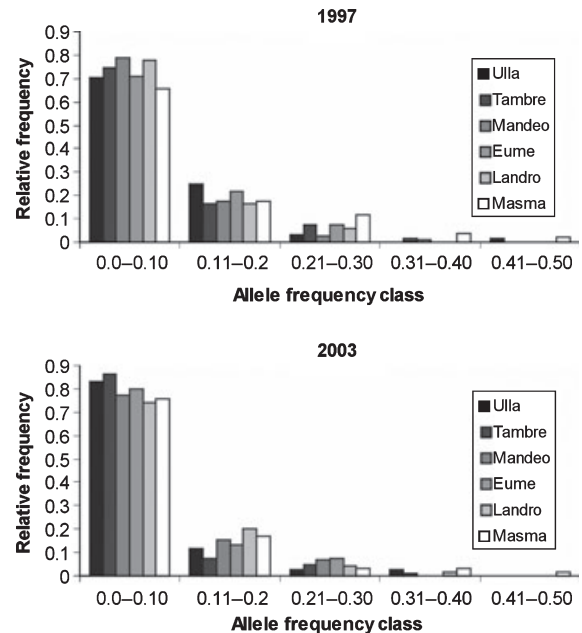 1997
Relative frequency
0.9
0.8
0.7
0.6
0.5
0.4
0.3
0.2
0.1
0
Ulla
Tambre
Mandeo
Eume
Landro
Masma
0.0–0.10 0.11–0.2 0.21–0.30 0.31–0.40 0.41–0.50
Allele frequency class
2003
Relative frequency
0.9
0.8
0.7
0.6
0.5
0.4
0.3
0.2
0.1
0
Ulla
Tambre
Mandeo
Eume
Landro
Masma
0.0–0.10 0.11–0.2 0.21–0.30 0.31–0.40 0.41–0.50
Allele frequency class